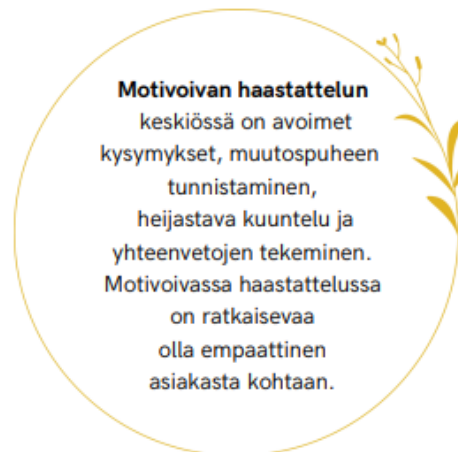 Motivoivan haastattelun
keskiössä on avoimet
kysymykset, muutospuheen
tunnistaminen,
heijastava kuuntelu ja
yhteenvetojen tekeminen.
Motivoivassa haastattelussa
on ratkaisevaa
olla empaattinen
asiakasta kohtaan.